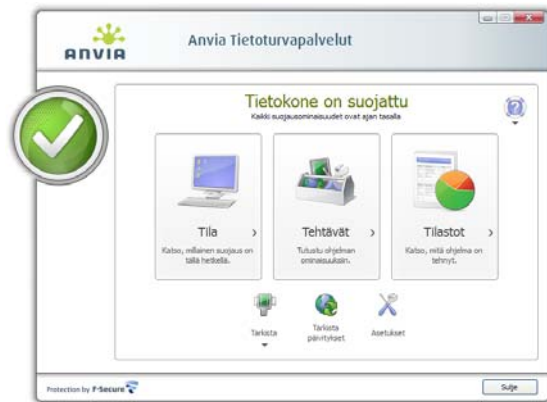 ANVIA
Anvia Tietoturvapalvelut
Tietokone on suojattu
Kaikki suojausominaisuudet ovat ajan tasalla
Tila
Katso, millainen suojaus on
tällä hetkellä.
Tehtävät
Tutustu ohjelman
ominaisuuksiin.
Tilastot
Katso, mitä ohjelma on
tehnyt.
Tarkista
Tarkista
päivitykset
Asetukset
Protection by F-Secure
Sulje